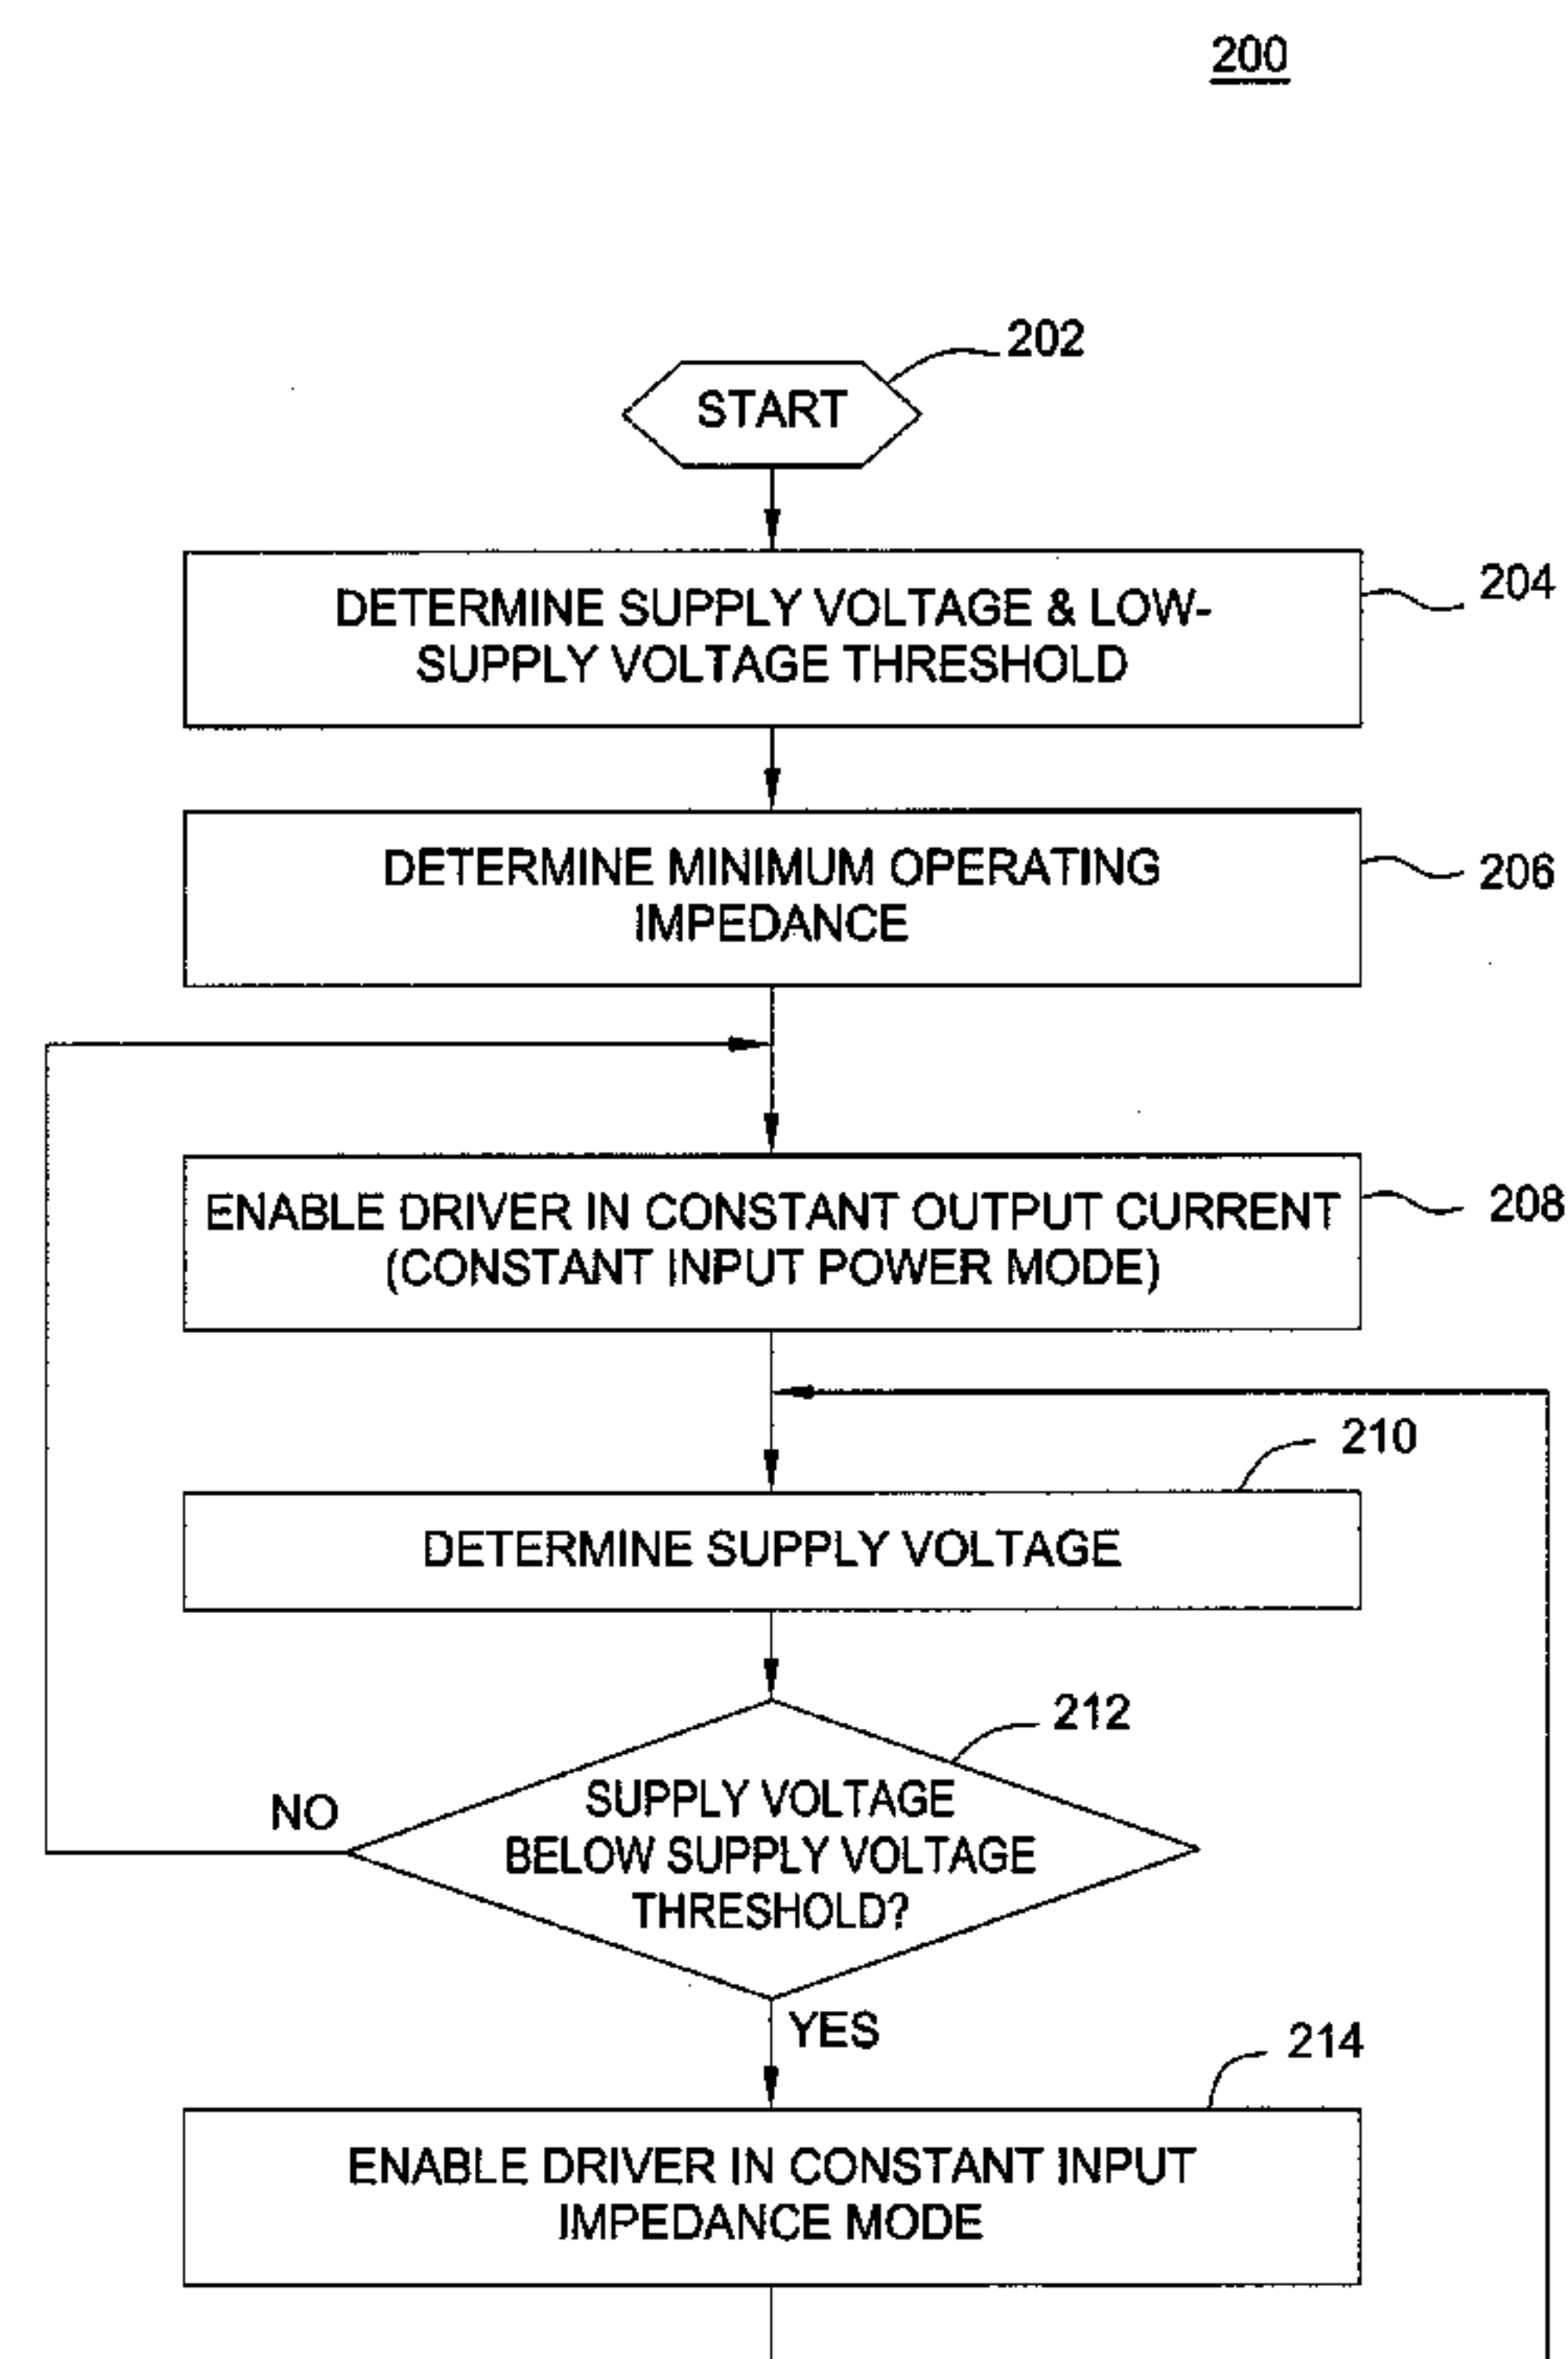 200
202
START
DETERMINE SUPPLY VOLTAGE & LOW-
SUPPLY VOLTAGE THRESHOLD
204
DETERMINE MINIMUM OPERATING
IMPEDANCE
206
ENABLE DRIVER IN CONSTANT OUTPUT CURRENT
(CONSTANT INPUT POWER MODE)
208
210
DETERMINE SUPPLY VOLTAGE
212
SUPPLY VOLTAGE
BELOW SUPPLY VOLTAGE
THRESHOLD?
NO
YES
214
ENABLE DRIVER IN CONSTANT INPUT
IMPEDANCE MODE